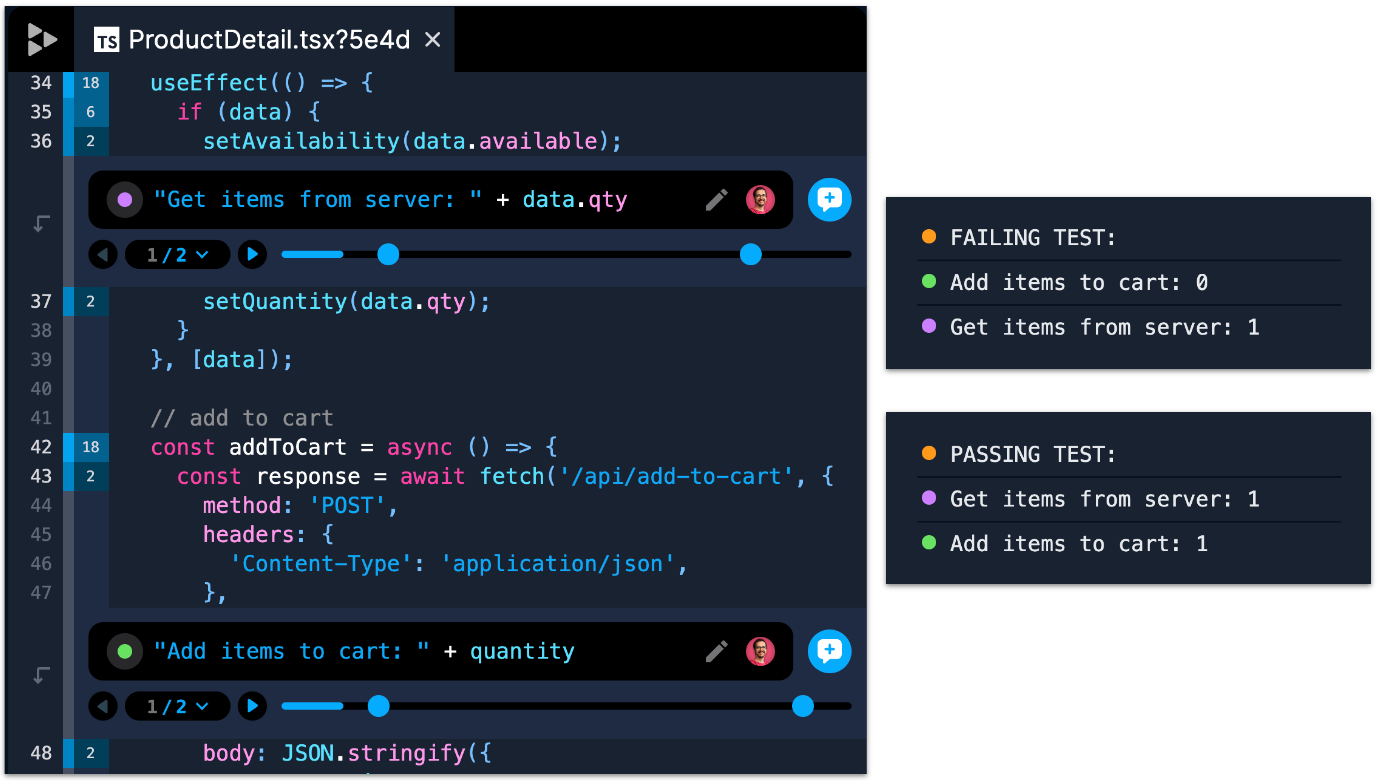 TS ProductDetail.tsx?5e4d ×
34 18 useEffect(() => {
35 6 if (data) {
36 2 setAvailability(data.available);
"Get items from server: " + data.qty
1/2
37 2 setQuantity(data.qty);
38 }
39 }, [data]);
40
41 // add to cart
42 18 const addToCart = async () => {
43 2 const response = await fetch('/api/add-to-cart', {
44 method: 'POST',
45 headers: {
46 'Content-Type': 'application/json',
47 },
"Add items to cart: " + quantity
1/2
48 2 body: JSON.stringify({
FAILING TEST:
Add items to cart: 0
Get items from server: 1
PASSING TEST:
Get items from server: 1
Add items to cart: 1